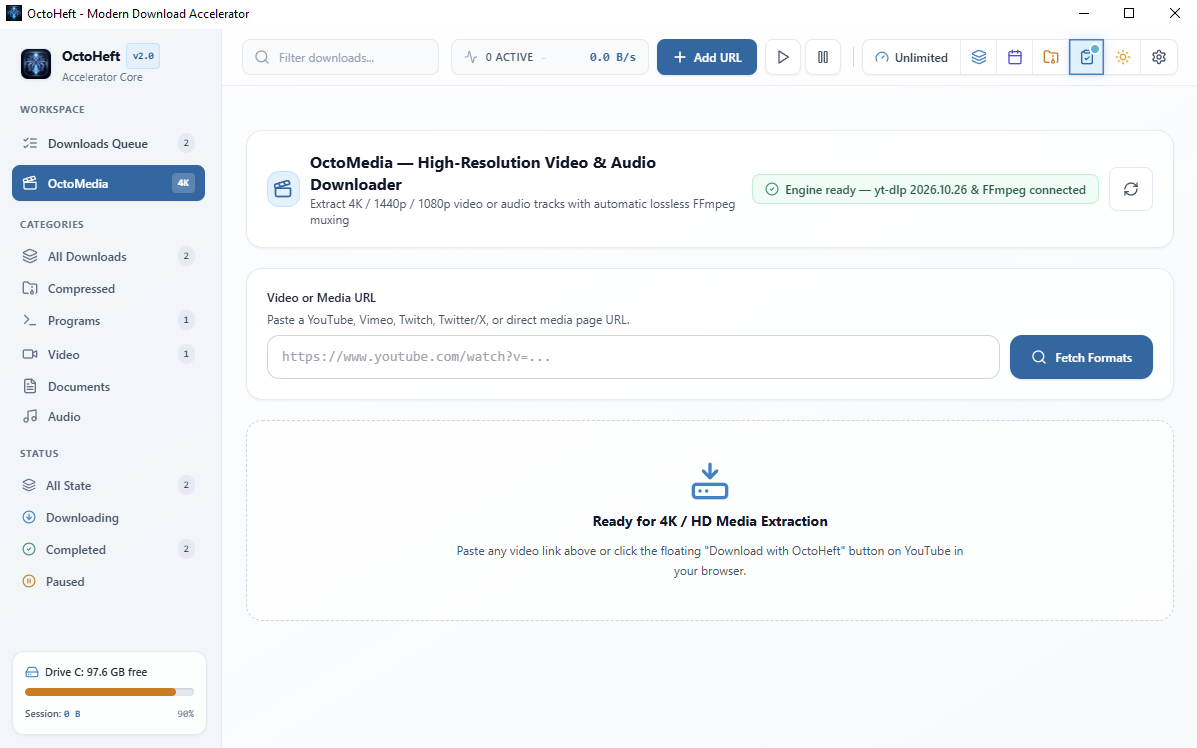 OctoHeft - Modern Download Accelerator
OctoHeft v2.0
Accelerator Core
WORKSPACE
Downloads Queue 2
OctoMedia 4K
CATEGORIES
All Downloads 2
Compressed
Programs 1
Video 1
Documents
Audio
STATUS
All State 2
Downloading
Completed 2
Paused
Drive C: 97.6 GB free
Session: 0 B 90%
Filter downloads...
0 ACTIVE - 0.0 B/s
Add URL
Unlimited
OctoMedia — High-Resolution Video & Audio
Downloader
Extract 4K / 1440p / 1080p video or audio tracks with automatic lossless FFmpeg
muxing
Engine ready — yt-dlp 2026.10.26 & FFmpeg connected
Video or Media URL
Paste a YouTube, Vimeo, Twitch, Twitter/X, or direct media page URL.
https://www.youtube.com/watch?v=...
Fetch Formats
Ready for 4K / HD Media Extraction
Paste any video link above or click the floating "Download with OctoHeft" button on YouTube in
your browser.